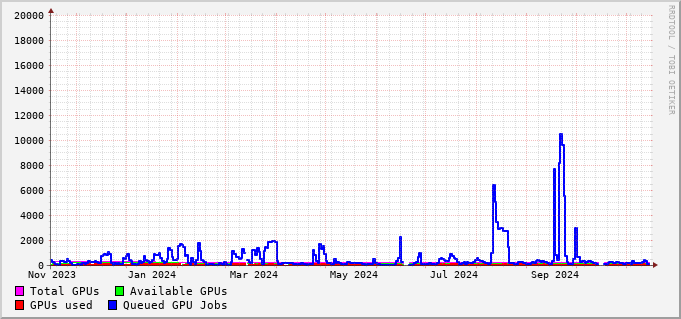 20000
18000
16000
14000
12000
10000
8000
6000
4000
2000
0
Nov 2023 Jan 2024 Mar 2024 May 2024 Jul 2024 Sep 2024
Total GPUs Available GPUs
GPUs used Queued GPU Jobs
RRDTOOL / TOBI OETIKER